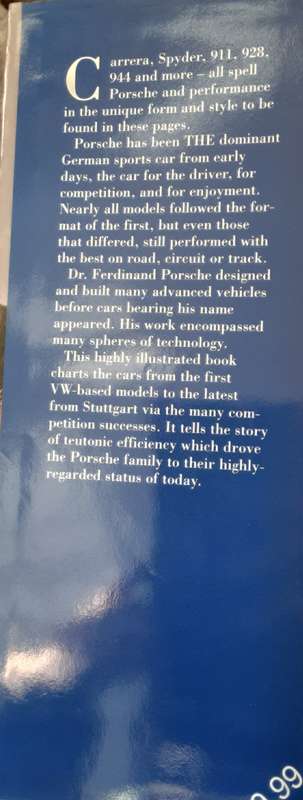 Carrera, Spyder, 911, 928,
944 and more – all spell
Porsche and performance
in the unique form and style to be
found in these pages.
Porsche has been THE dominant
German sports car from early
days, the car for the driver, for
competition, and for enjoyment.
Nearly all models followed the for-
mat of the first, but even those
that differed, still performed with
the best on road, circuit or track.
Dr. Ferdinand Porsche designed
and built many advanced vehicles
before cars bearing his name
appeared. His work encompassed
many spheres of technology.
This highly illustrated book
charts the cars from the first
VW-based models to the latest
from Stuttgart via the many com-
petition successes. It tells the story
of teutonic efficiency which drove
the Porsche family to their highly-
regarded status of today.
99